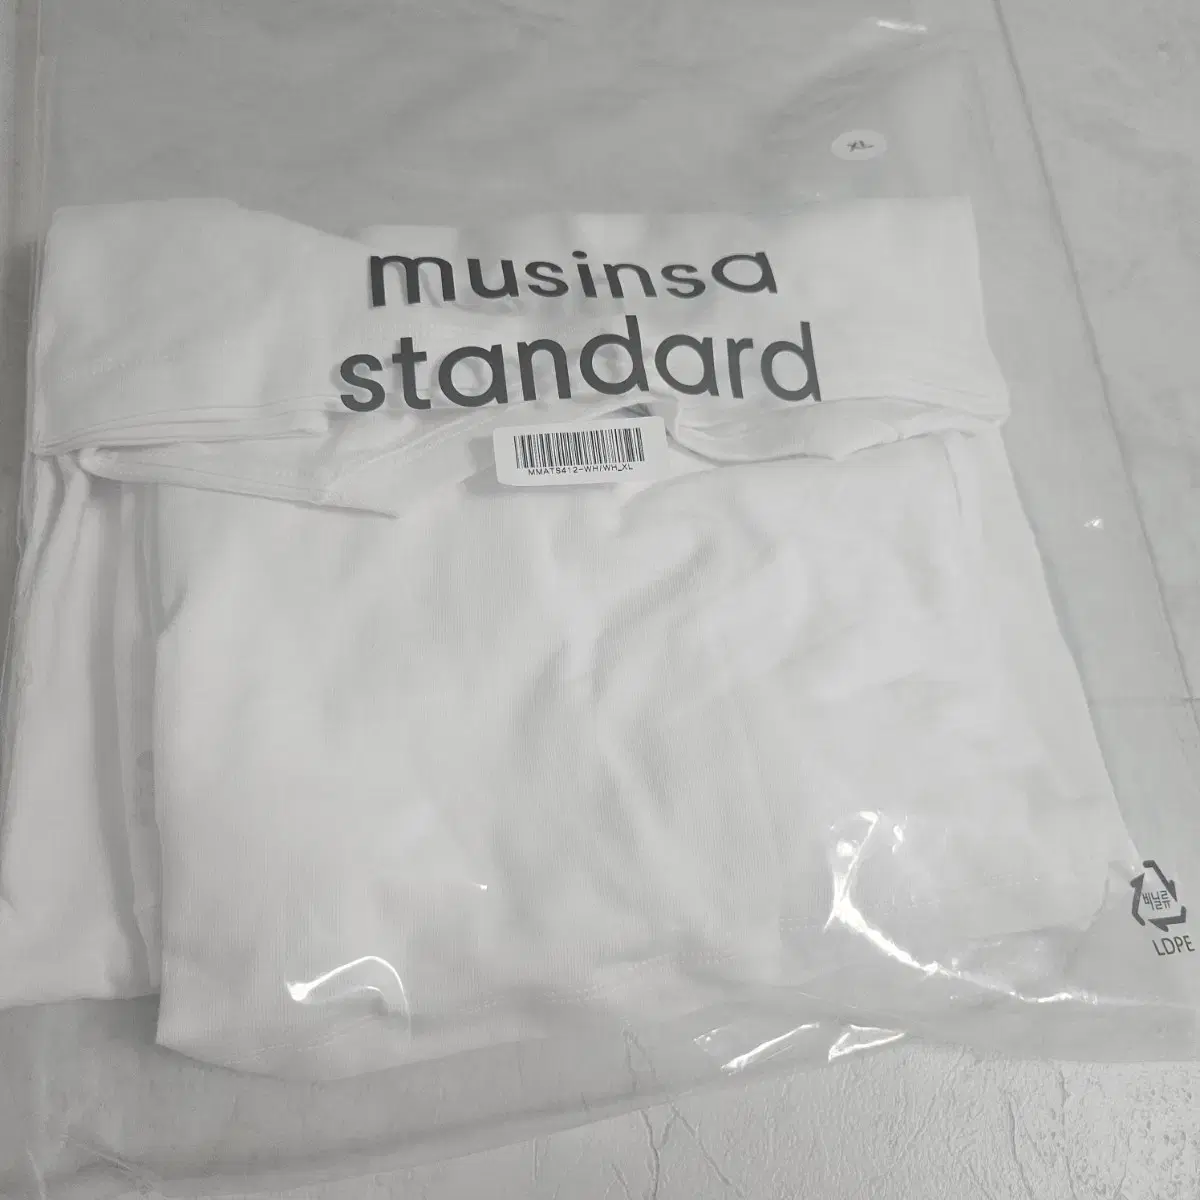 XL
musinsa
standard
MMATS412-WH/WH_XL
비닐류
LDPE